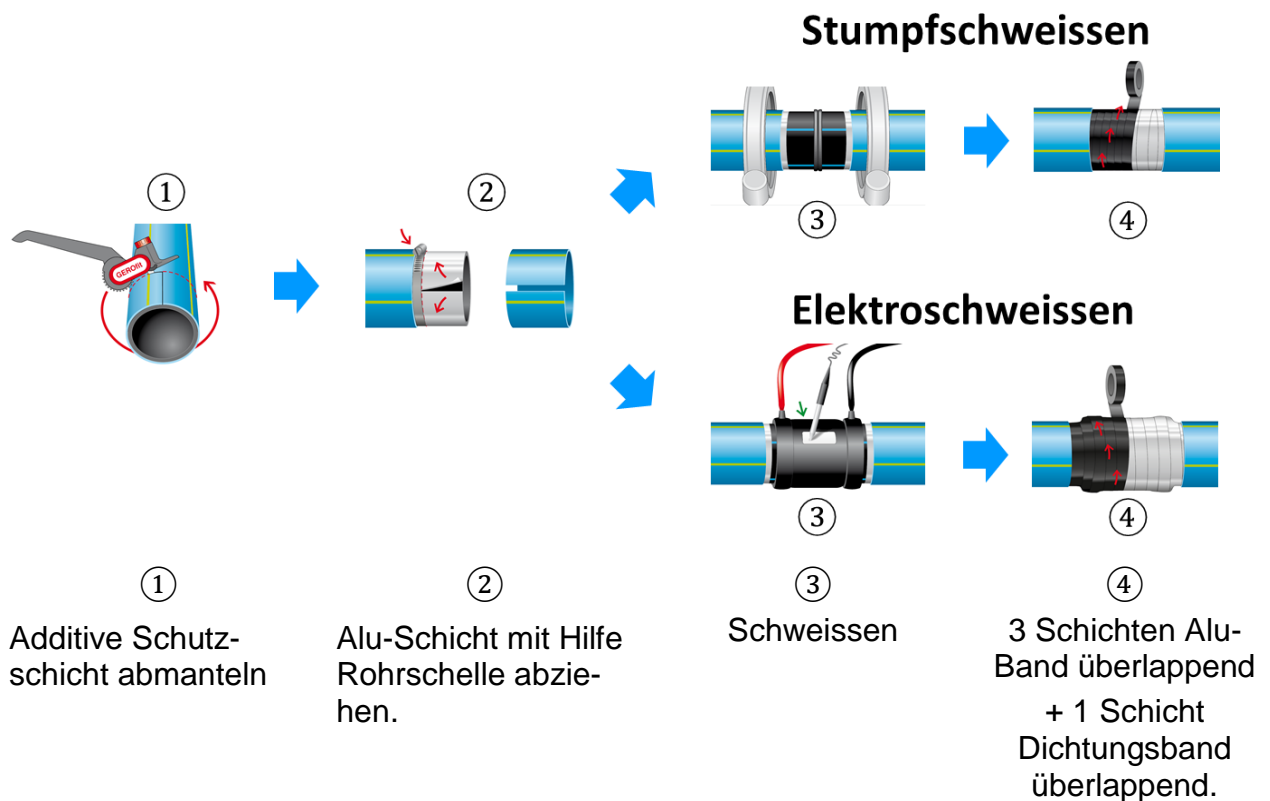 Stumpfschweissen
①
②
GEROfit
③
④
Elektroschweissen
③
④
①
Additive Schutz-
schicht abmanteln
②
Alu-Schicht mit Hilfe
Rohrschelle abzie-
hen.
③
Schweissen
④
3 Schichten Alu-
Band überlappend
+ 1 Schicht
Dichtungsband
überlappend.